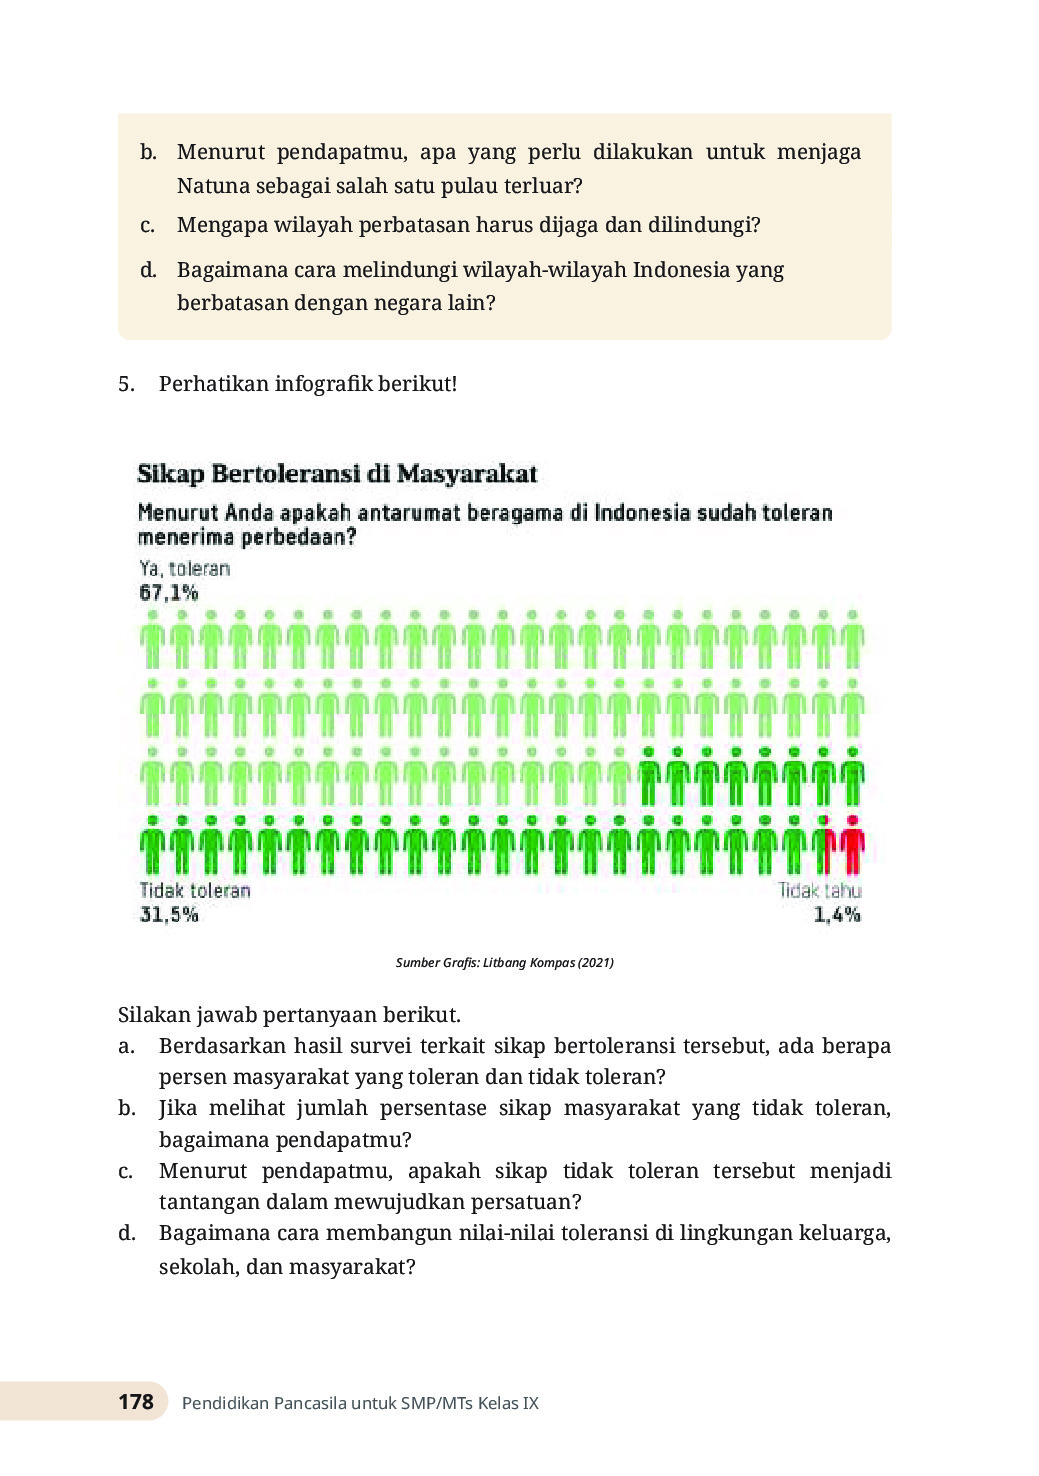 b. Menurut pendapatmu, apa yang perlu dilakukan untuk menjaga
Natuna sebagai salah satu pulau terluar?
c. Mengapa wilayah perbatasan harus dijaga dan dilindungi?
d. Bagaimana cara melindungi wilayah-wilayah Indonesia yang
berbatasan dengan negara lain?
5. Perhatikan infografik berikut!
Sikap Bertoleransi di Masyarakat
Menurut Anda apakah antarumat beragama di Indonesia sudah toleran
menerima perbedaan?
Ya, toleran
67,1%
Tidak toleran
31,5%
Tidak tahu
1,4%
Sumber Grafis: Litbang Kompas (2021)
Silakan jawab pertanyaan berikut.
a. Berdasarkan hasil survei terkait sikap bertoleransi tersebut, ada berapa
persen masyarakat yang toleran dan tidak toleran?
b. Jika melihat jumlah persentase sikap masyarakat yang tidak toleran,
bagaimana pendapatmu?
c. Menurut pendapatmu, apakah sikap tidak toleran tersebut menjadi
tantangan dalam mewujudkan persatuan?
d. Bagaimana cara membangun nilai-nilai toleransi di lingkungan keluarga,
sekolah, dan masyarakat?
178 Pendidikan Pancasila untuk SMP/MTs Kelas IX